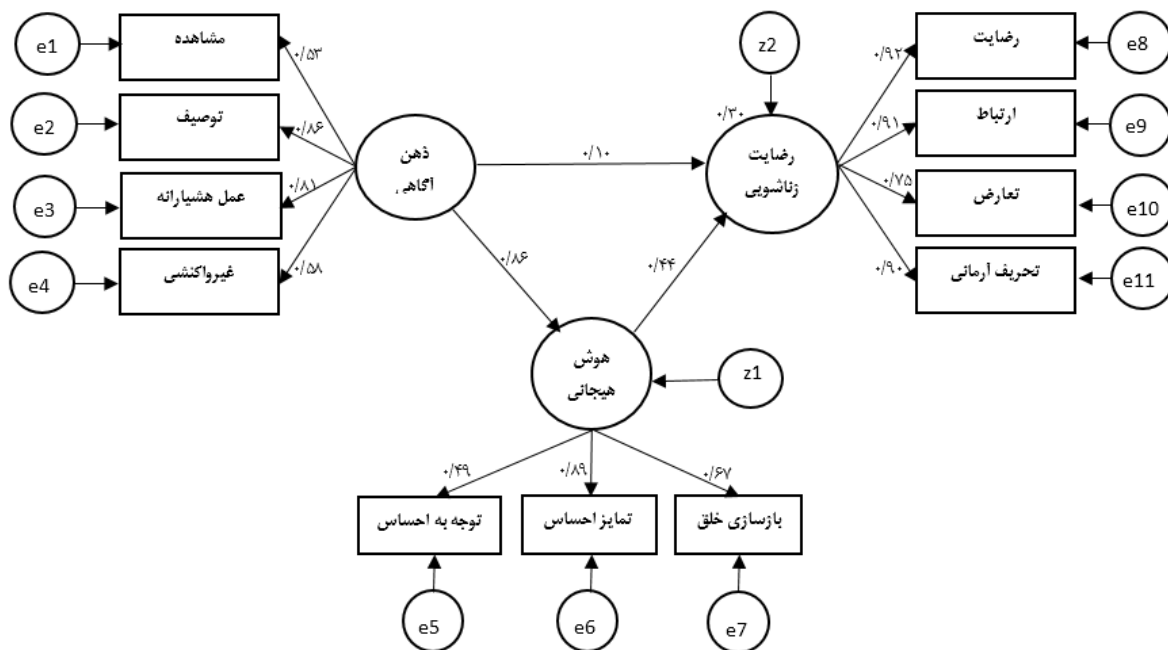 e1
مشاهده
۰/۵۳
e2
توصیف
۰/۸۶
e3
عمل هشیارانه
۰/۸۱
e4
غیرواکنشی
۰/۵۸
ذهن
آگاهی
۰/۱۰
۰/۸۶
z2
۰/۳۰
رضایت
زناشویی
۰/۴۴
۰/۹۲
رضایت
e8
۰/۹۱
ارتباط
e9
۰/۷۵
تعارض
e10
۰/۹۰
تحریف آرمانی
e11
هوش
هیجانی
z1
۰/۴۹
۰/۸۹
۰/۶۷
توجه به احساس
تمایز احساس
بازسازی خلق
e5
e6
e7